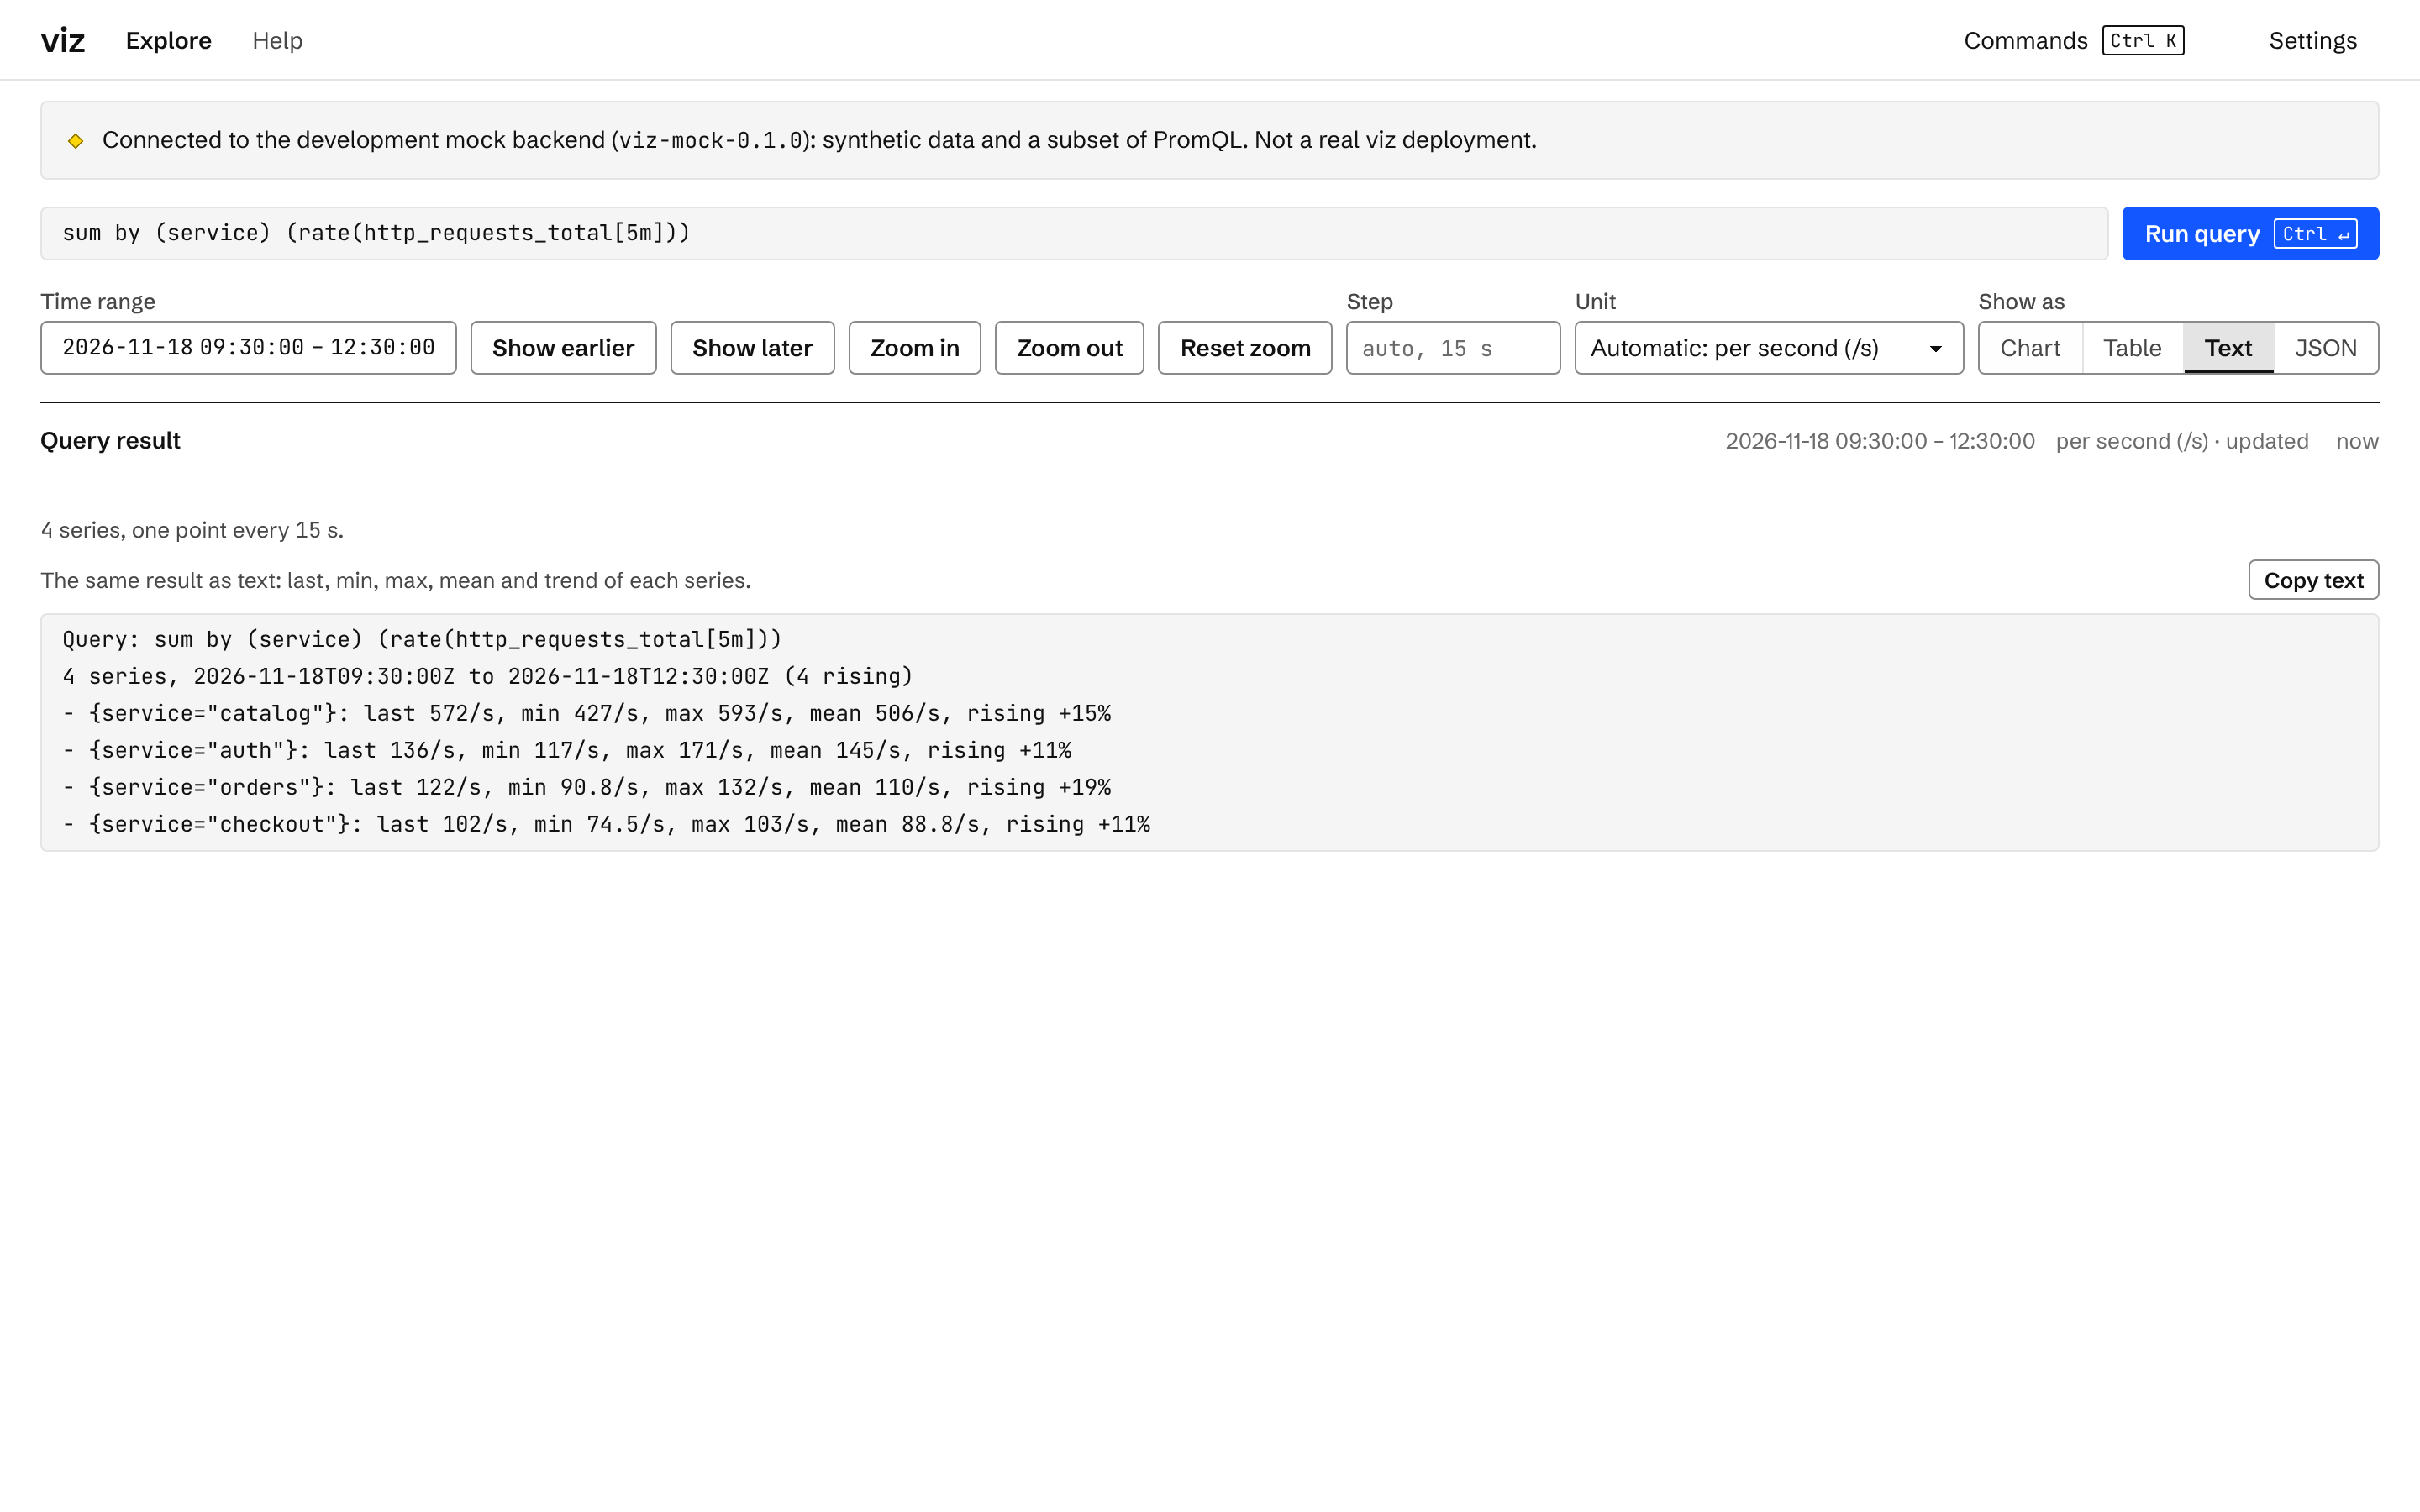 viz Explore Help Commands Ctrl K Settings
Connected to the development mock backend (viz-mock-0.1.0): synthetic data and a subset of PromQL. Not a real viz deployment.
sum by (service) (rate(http_requests_total[5m])) Run query Ctrl ↵
Time range Step Unit Show as
2026-11-18 09:30:00 – 12:30:00 Show earlier Show later Zoom in Zoom out Reset zoom auto, 15 s Automatic: per second (/s) Chart Table Text JSON
Query result 2026-11-18 09:30:00 – 12:30:00 per second (/s) · updated now
4 series, one point every 15 s.
The same result as text: last, min, max, mean and trend of each series. Copy text
Query: sum by (service) (rate(http_requests_total[5m]))
4 series, 2026-11-18T09:30:00Z to 2026-11-18T12:30:00Z (4 rising)
- {service="catalog"}: last 572/s, min 427/s, max 593/s, mean 506/s, rising +15%
- {service="auth"}: last 136/s, min 117/s, max 171/s, mean 145/s, rising +11%
- {service="orders"}: last 122/s, min 90.8/s, max 132/s, mean 110/s, rising +19%
- {service="checkout"}: last 102/s, min 74.5/s, max 103/s, mean 88.8/s, rising +11%